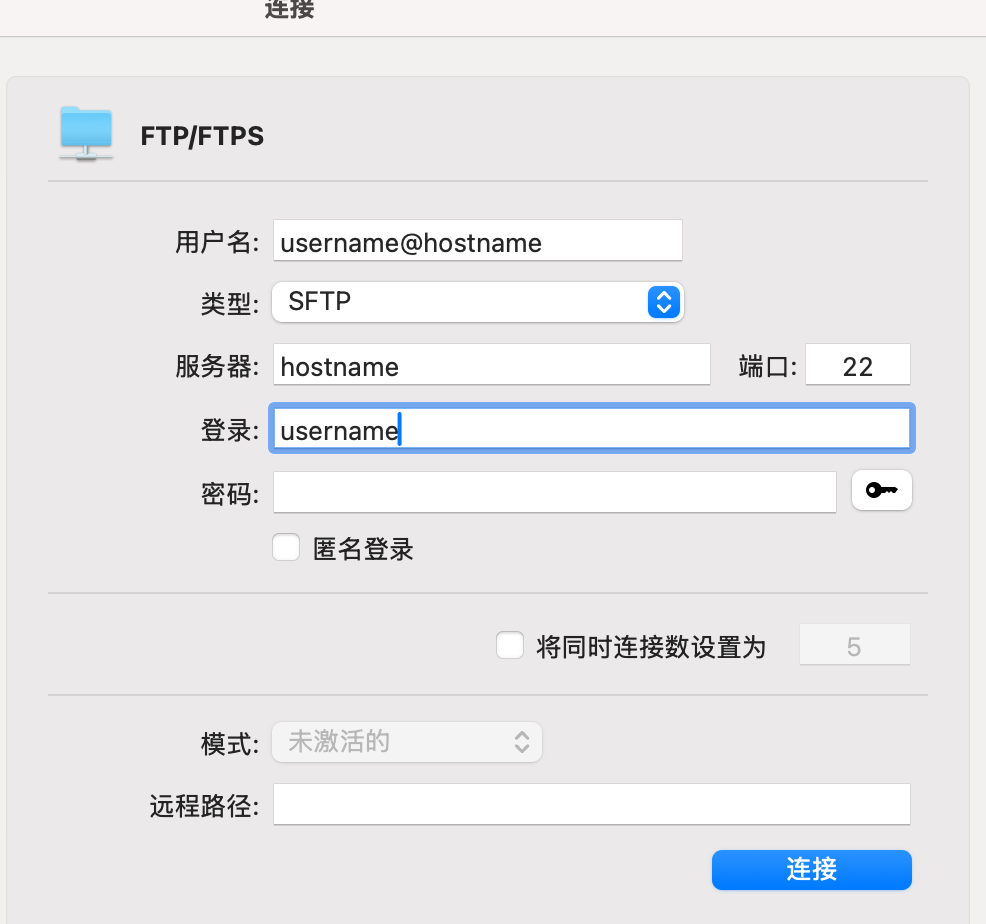 连接
FTP/FTPS
用户名: username@hostname
类型: SFTP
服务器: hostname 端口: 22
登录: username
密码:
匿名登录
将同时连接数设置为 5
模式: 未激活的
远程路径:
连接